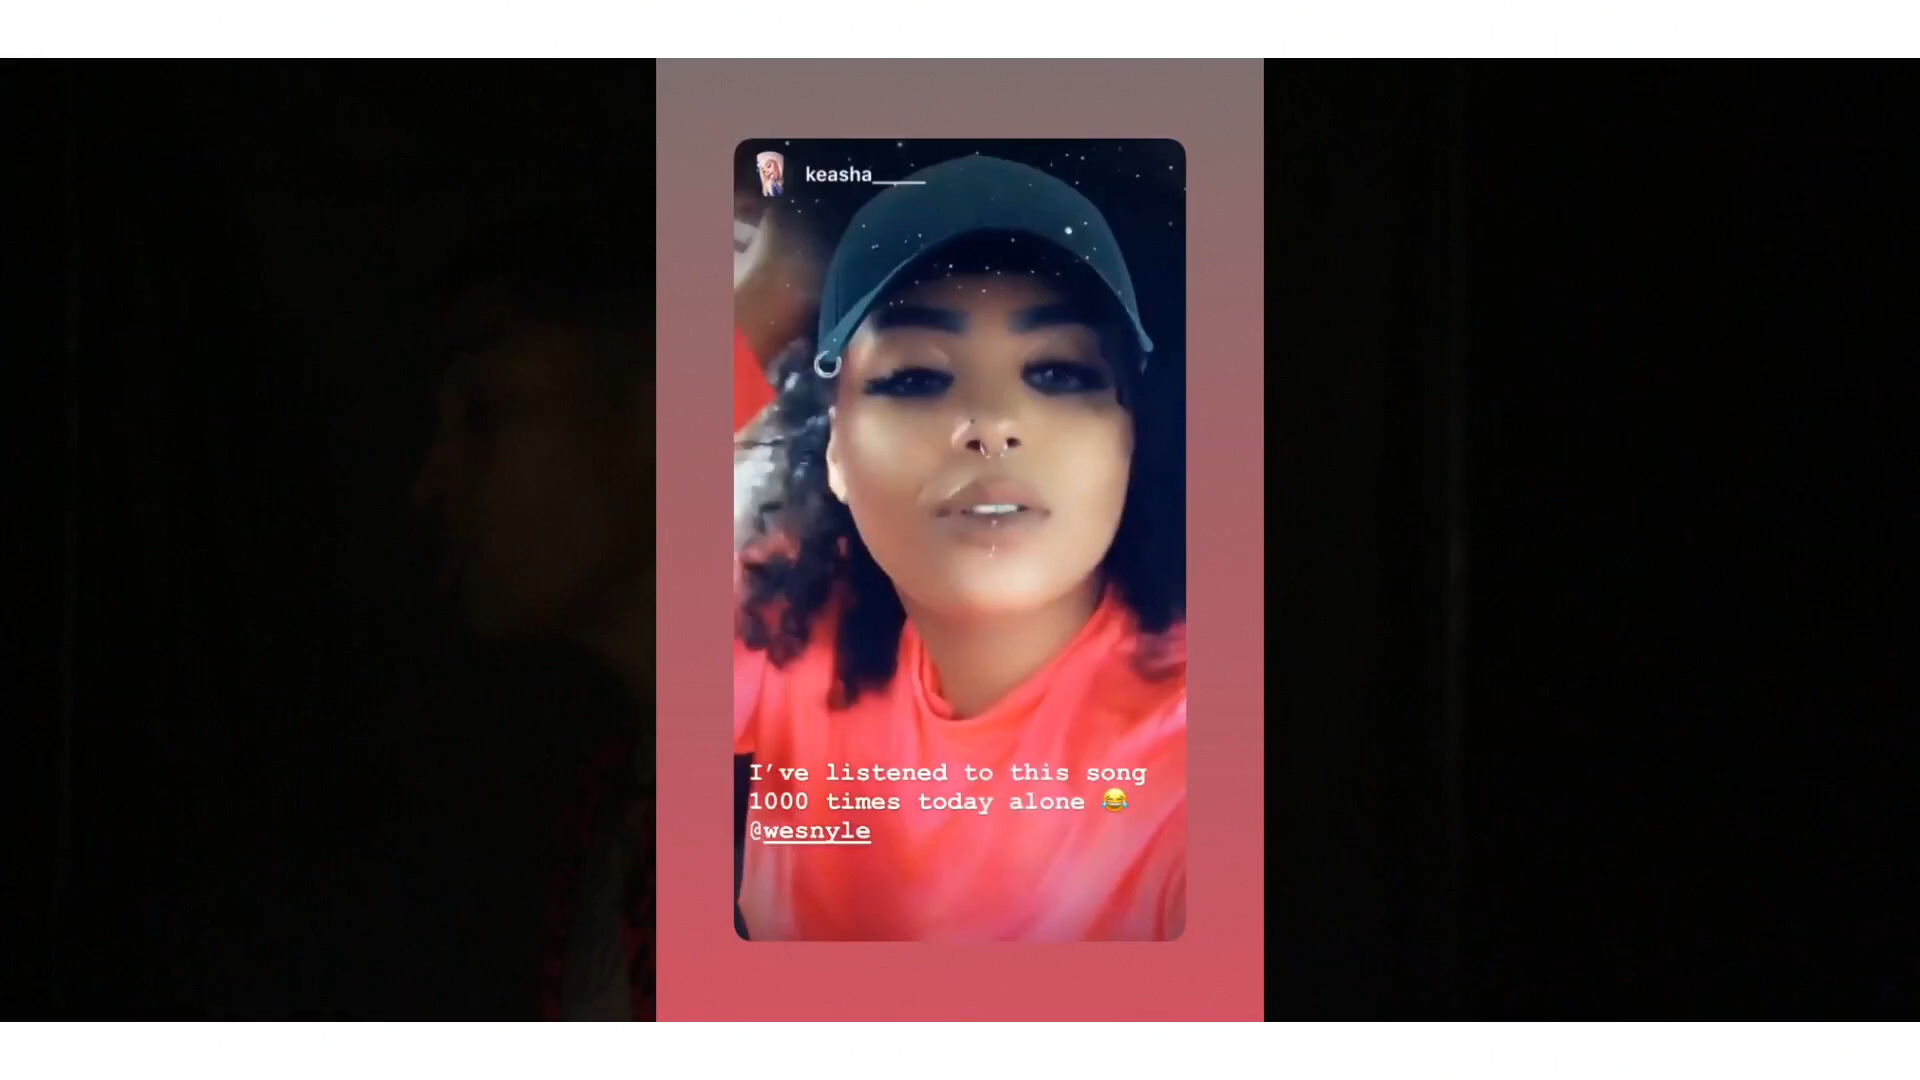 keasha_____
I’ve listened to this song
1000 times today alone 😂
@wesnyle